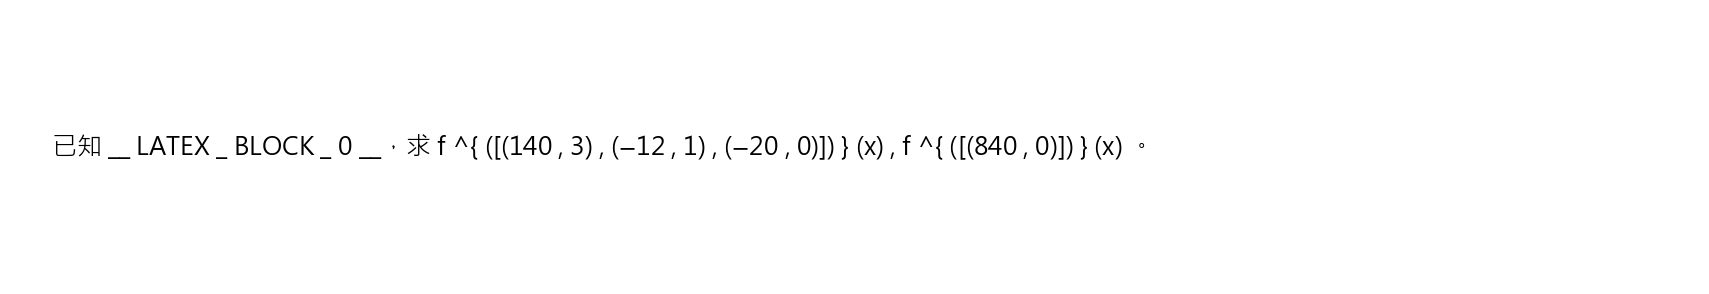 已知 __ LATEX _ BLOCK _ 0 __，求 f ^{ ([(140 , 3) , (−12 , 1) , (−20 , 0)]) } (x) , f ^{ ([(840 , 0)]) } (x) 。